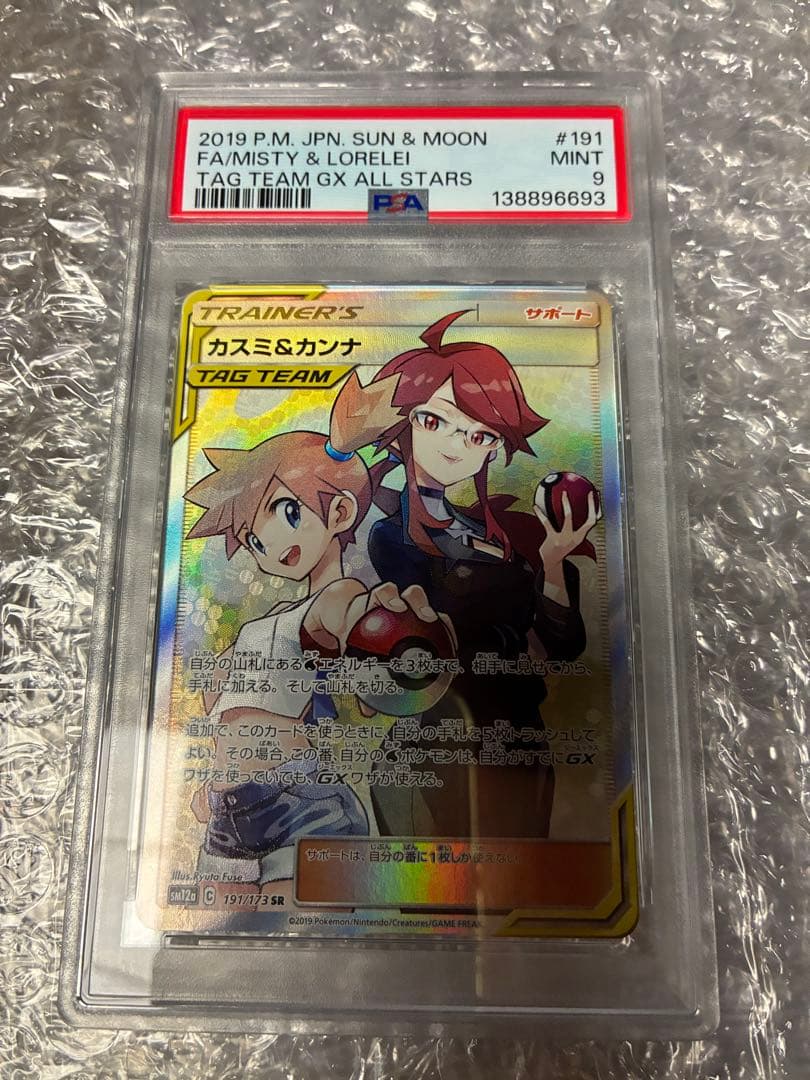 2019 P.M. JPN. SUN & MOON #191
FA/MISTY & LORELEI MINT
TAG TEAM GX ALL STARS 9
PSA 138896693
TRAINER'S サポート
カスミ&カンナ
TAG TEAM
自分の山札にあるエネルギーを3枚まで、相手に見せてから、
手札に加える。そして山札を切る。
追加で、このカードを使うときに、自分の手札を5枚トラッシュして
よい。その場合、この番、自分のポケモンは、自分がすでにGX
ワザを使っていても、GXワザが使える。
サポートは、自分の番に1枚しか使えない。
Illus.Ryuta Fuse
SM12a C 191/173 SR
©2019 Pokémon/Nintendo/Creatures/GAME FREAK